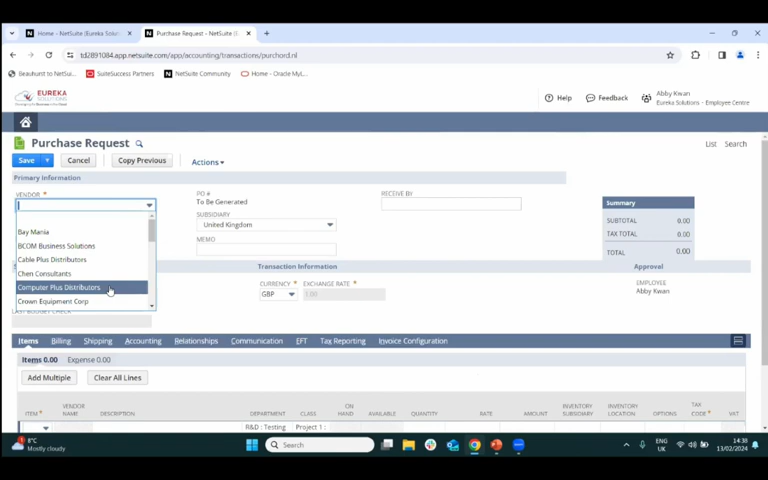 Home - NetSuite (Eureka Solut
Purchase Request - NetSuite (E
td2891084.app.netsuite.com/app/accounting/transactions/purchord.nl
Beauhurst to NetSui...
SuiteSuccess Partners
NetSuite Community
Home - Oracle MyL...
EUREKA
SOLUTIONS
Help
Feedback
Abby Kwan
Eureka Solutions - Employee Centre
Purchase Request
List
Search
Save
Cancel
Copy Previous
Actions
Primary Information
VENDOR *
PO #
To Be Generated
RECEIVE BY
SUBSIDIARY
United Kingdom
MEMO
Summary
SUBTOTAL 0.00
TAX TOTAL 0.00
TOTAL 0.00
Bay Mania
BCOM Business Solutions
Cable Plus Distributors
Chen Consultants
Computer Plus Distributors
Crown Equipment Corp
Transaction Information
Approval
CURRENCY
GBP
EXCHANGE RATE
1.00
EMPLOYEE
Abby Kwan
LAST BUDGET CHECK
Items
Billing
Shipping
Accounting
Relationships
Communication
EFT
Tax Reporting
Invoice Configuration
Items 0.00
Expense 0.00
Add Multiple
Clear All Lines
ITEM *
VENDOR NAME
DESCRIPTION
DEPARTMENT
CLASS
ON HAND
AVAILABLE
QUANTITY
RATE
AMOUNT
INVENTORY SUBSIDIARY
INVENTORY LOCATION
OPTIONS
TAX CODE *
VAT
R&D : Testing
Project 1 :
8°C
Mostly cloudy
Search
ENG
UK
14:38
13/02/2024